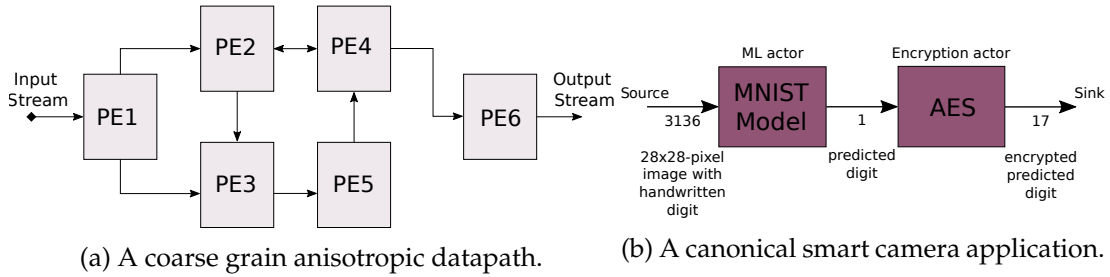 Input
Stream
PE1
PE2
PE4
PE3
PE5
PE6
Output
Stream
(a) A coarse grain anisotropic datapath.
ML actor
Encryption actor
Source
3136
MNIST
Model
1
AES
17
Sink
28x28-pixel
image with
handwritten
digit
predicted
digit
encrypted
predicted
digit
(b) A canonical smart camera application.